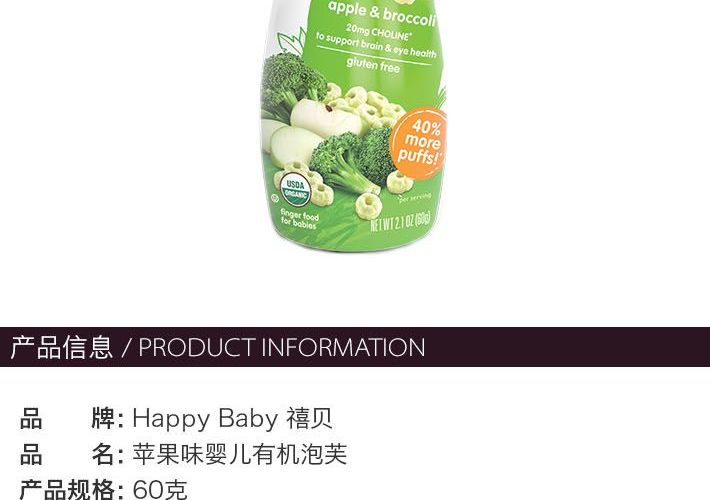 apple & broccoli
20mg CHOLINE*
to support brain & eye health
gluten free
40%
more
puffs!*
per serving
USDA
ORGANIC
finger food
for babies
NET WT 2.1 OZ (60g)
产品信息 / PRODUCT INFORMATION
品 牌: Happy Baby 禧贝
品 名: 苹果味婴儿有机泡芙
产品规格: 60克